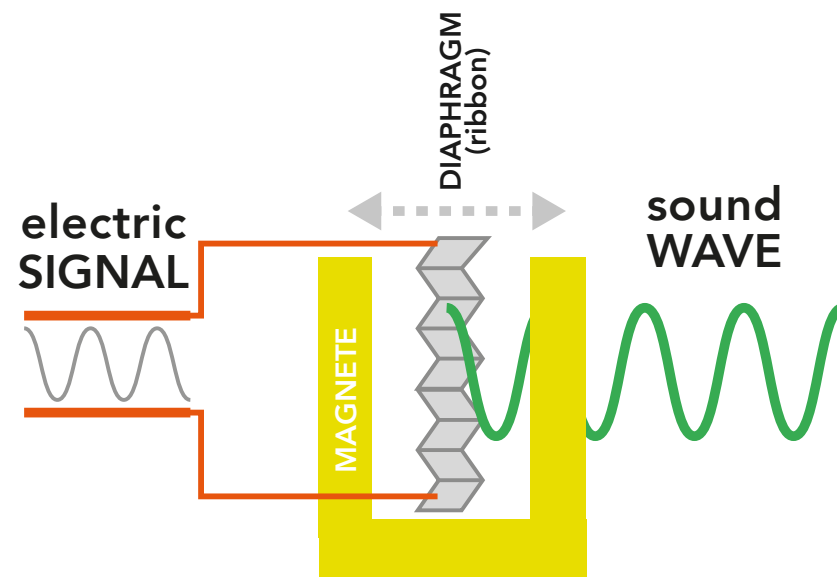 DIAPHRAGM
(ribbon)
electric
SIGNAL
sound
WAVE
MAGNETE